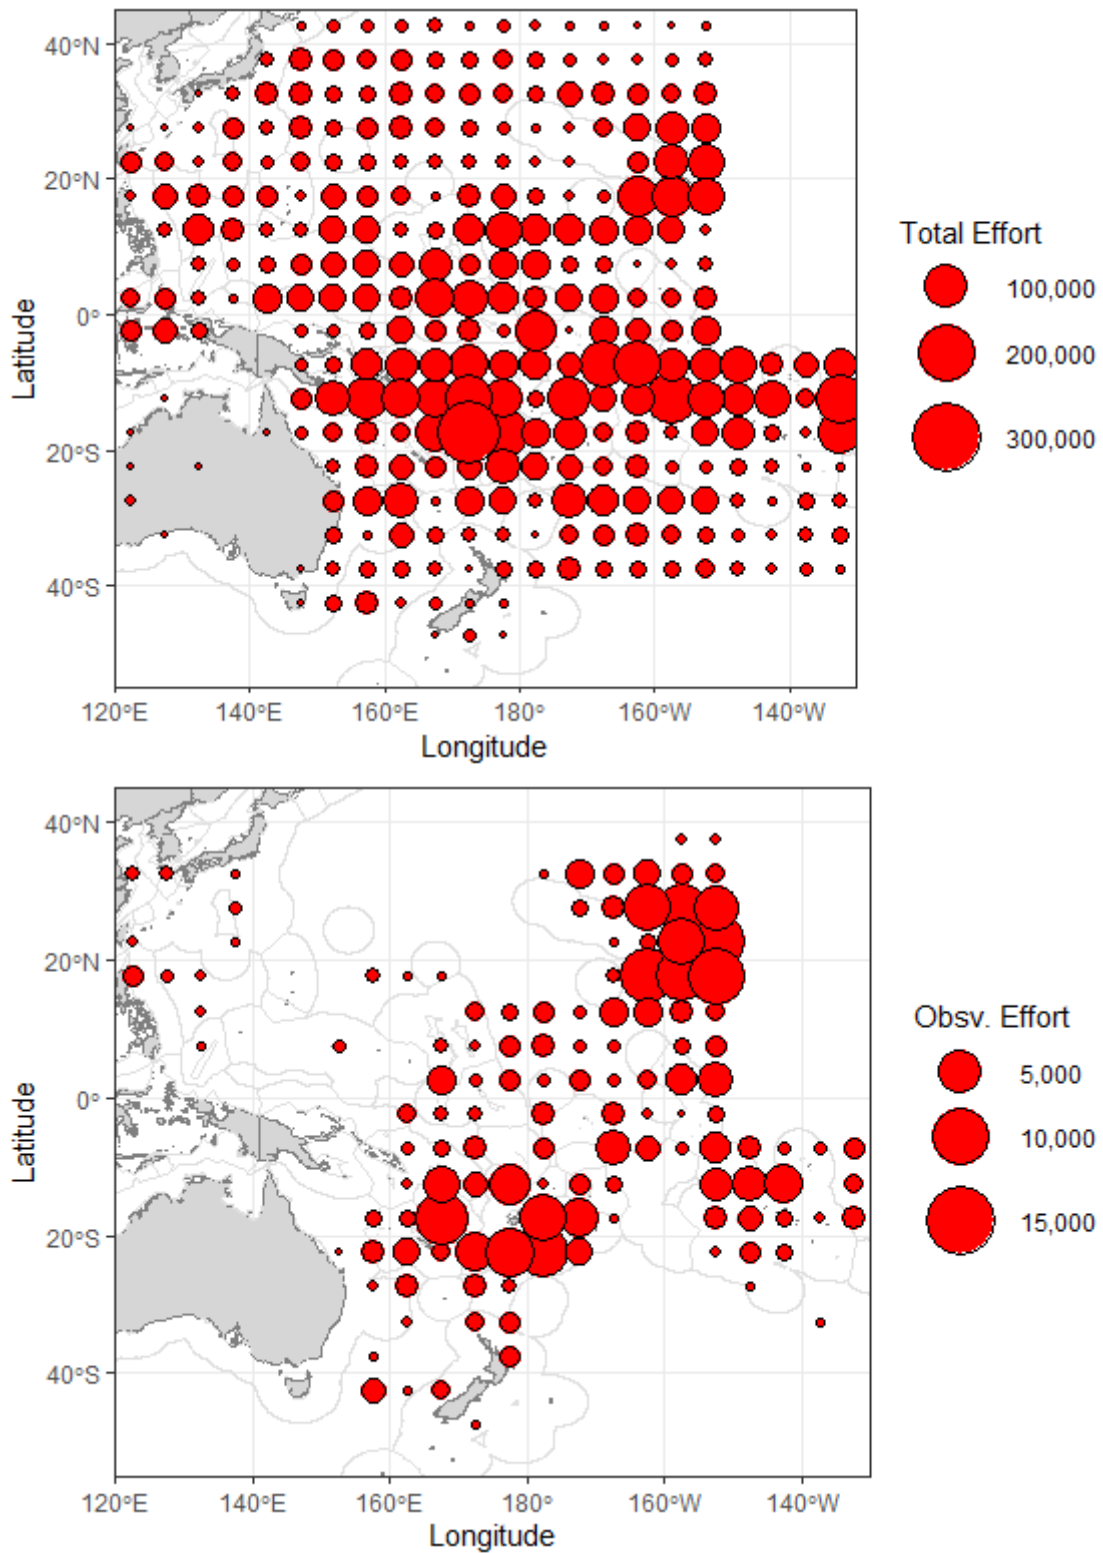 40°N
20°N
0°
20°S
40°S
Latitude
120°E
140°E
160°E
180°
160°W
140°W
Longitude
Total Effort
100,000
200,000
300,000
40°N
20°N
0°
20°S
40°S
Latitude
120°E
140°E
160°E
180°
160°W
140°W
Longitude
Obsv. Effort
5,000
10,000
15,000